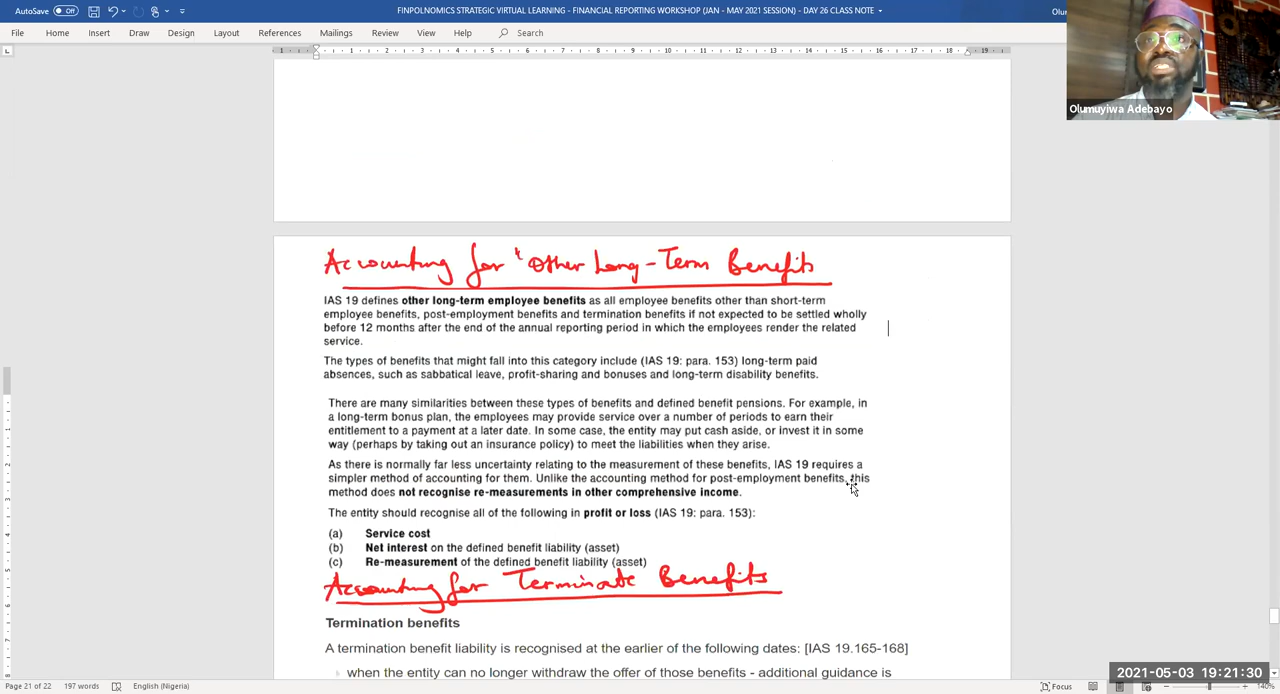 AutoSave Off
FINPOLNOMICS STRATEGIC VIRTUAL LEARNING - FINANCIAL REPORTING WORKSHOP (JAN - MAY 2021 SESSION) - DAY 26 CLASS NOTE
Olu
File Home Insert Draw Design Layout References Mailings Review View Help Search
Olumuyiwa Adebayo
Accounting for "Other Long-Term Benefits
IAS 19 defines other long-term employee benefits as all employee benefits other than short-term
employee benefits, post-employment benefits and termination benefits if not expected to be settled wholly
before 12 months after the end of the annual reporting period in which the employees render the related
service.
The types of benefits that might fall into this category include (IAS 19: para. 153) long-term paid
absences, such as sabbatical leave, profit-sharing and bonuses and long-term disability benefits.
There are many similarities between these types of benefits and defined benefit pensions. For example, in
a long-term bonus plan, the employees may provide service over a number of periods to earn their
entitlement to a payment at a later date. In some case, the entity may put cash aside, or invest it in some
way (perhaps by taking out an insurance policy) to meet the liabilities when they arise.
As there is normally far less uncertainty relating to the measurement of these benefits, IAS 19 requires a
simpler method of accounting for them. Unlike the accounting method for post-employment benefits, this
method does not recognise re-measurements in other comprehensive income.
The entity should recognise all of the following in profit or loss (IAS 19: para. 153):
(a) Service cost
(b) Net interest on the defined benefit liability (asset)
(c) Re-measurement of the defined benefit liability (asset)
Accounting for Terminate Benefits
Termination benefits
A termination benefit liability is recognised at the earlier of the following dates: [IAS 19.165-168]
when the entity can no longer withdraw the offer of those benefits - additional guidance is
2021-05-03 19:21:30
Page 21 of 22 197 words English (Nigeria) Focus 140%